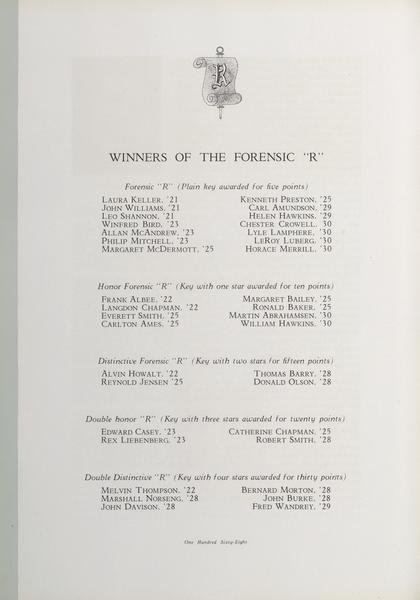 R
WINNERS OF THE FORENSIC "R"
Forensic "R" (Plain key awarded for five points)
LAURA KELLER, '21 KENNETH PRESTON, '25
JOHN WILLIAMS, '21 CARL AMUNDSON, '29
LEO SHANNON, '21 HELEN HAWKINS, '29
WINFRED BIRD, '23 CHESTER CROWELL, 30
ALLAN MCANDREW, '23 LYLE LAMPHERE, '30
PHILIP MITCHELL, '23 LEROY LUBERG, '30
MARGARET MCDERMOTT, '25 HORACE MERRILL, '30
Honor Forensic "R" (Key with one star awarded for ten points)
FRANK ALBEE, '22 MARGARET BAILEY, '25
LANGDON CHAPMAN, '22 RONALD BAKER, '25
EVERETT SMITH, '25 MARTIN ABRAHAMSEN, '30
CARLTON AMES, '25 WILLIAM HAWKINS, '30
Distinctive Forensic "R" (Key with two stars for fifteen points)
ALVIN HOWALT, '22 THOMAS BARRY, '28
REYNOLD JENSEN '25 DONALD OLSON, '28
Double honor "R" (Key with three stars awarded for twenty points)
EDWARD CASEY, '23 CATHERINE CHAPMAN, '25
REX LIEBENBERG, '23 ROBERT SMITH, '28
Double Distinctive "R" (Key with four stars awarded for thirty points)
MELVIN THOMPSON, '22 BERNARD MORTON, '28
MARSHALL NORSENG, '28 JOHN BURKE, '28
JOHN DAVISON, '28 FRED WANDREY, '29
One Hundred Sixty-Eight